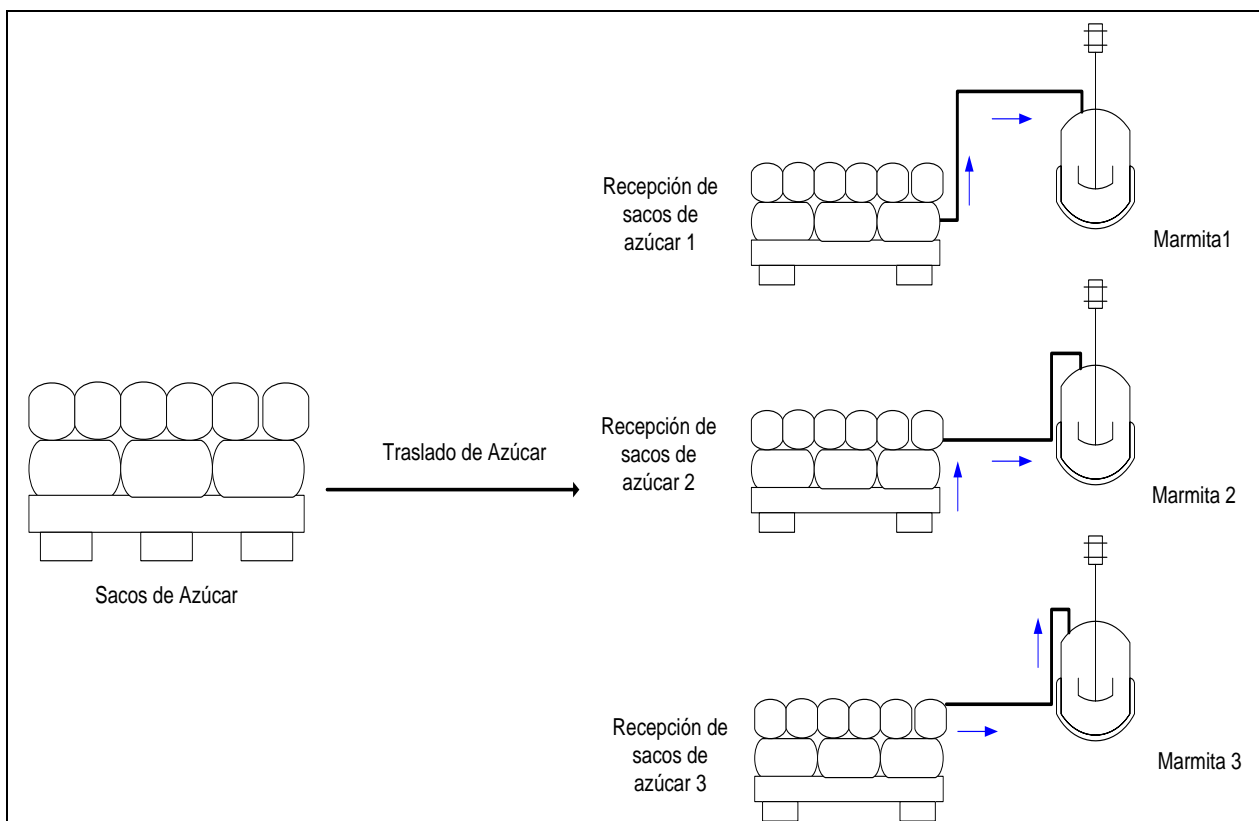 Recepción de
sacos de
azúcar 1
Marmita1
Sacos de Azúcar
Traslado de Azúcar
Recepción de
sacos de
azúcar 2
Marmita 2
Recepción de
sacos de
azúcar 3
Marmita 3